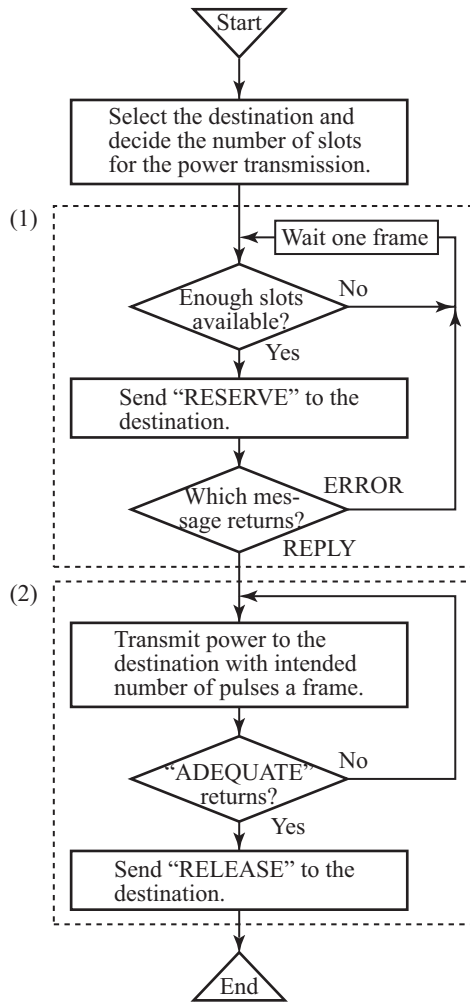 Start
Select the destination and
decide the number of slots
for the power transmission.
(1)
Wait one frame
Enough slots
available?
No
Yes
Send “RESERVE” to the
destination.
Which mes-
sage returns?
ERROR
REPLY
(2)
Transmit power to the
destination with intended
number of pulses a frame.
“ADEQUATE”
returns?
No
Yes
Send “RELEASE” to the
destination.
End